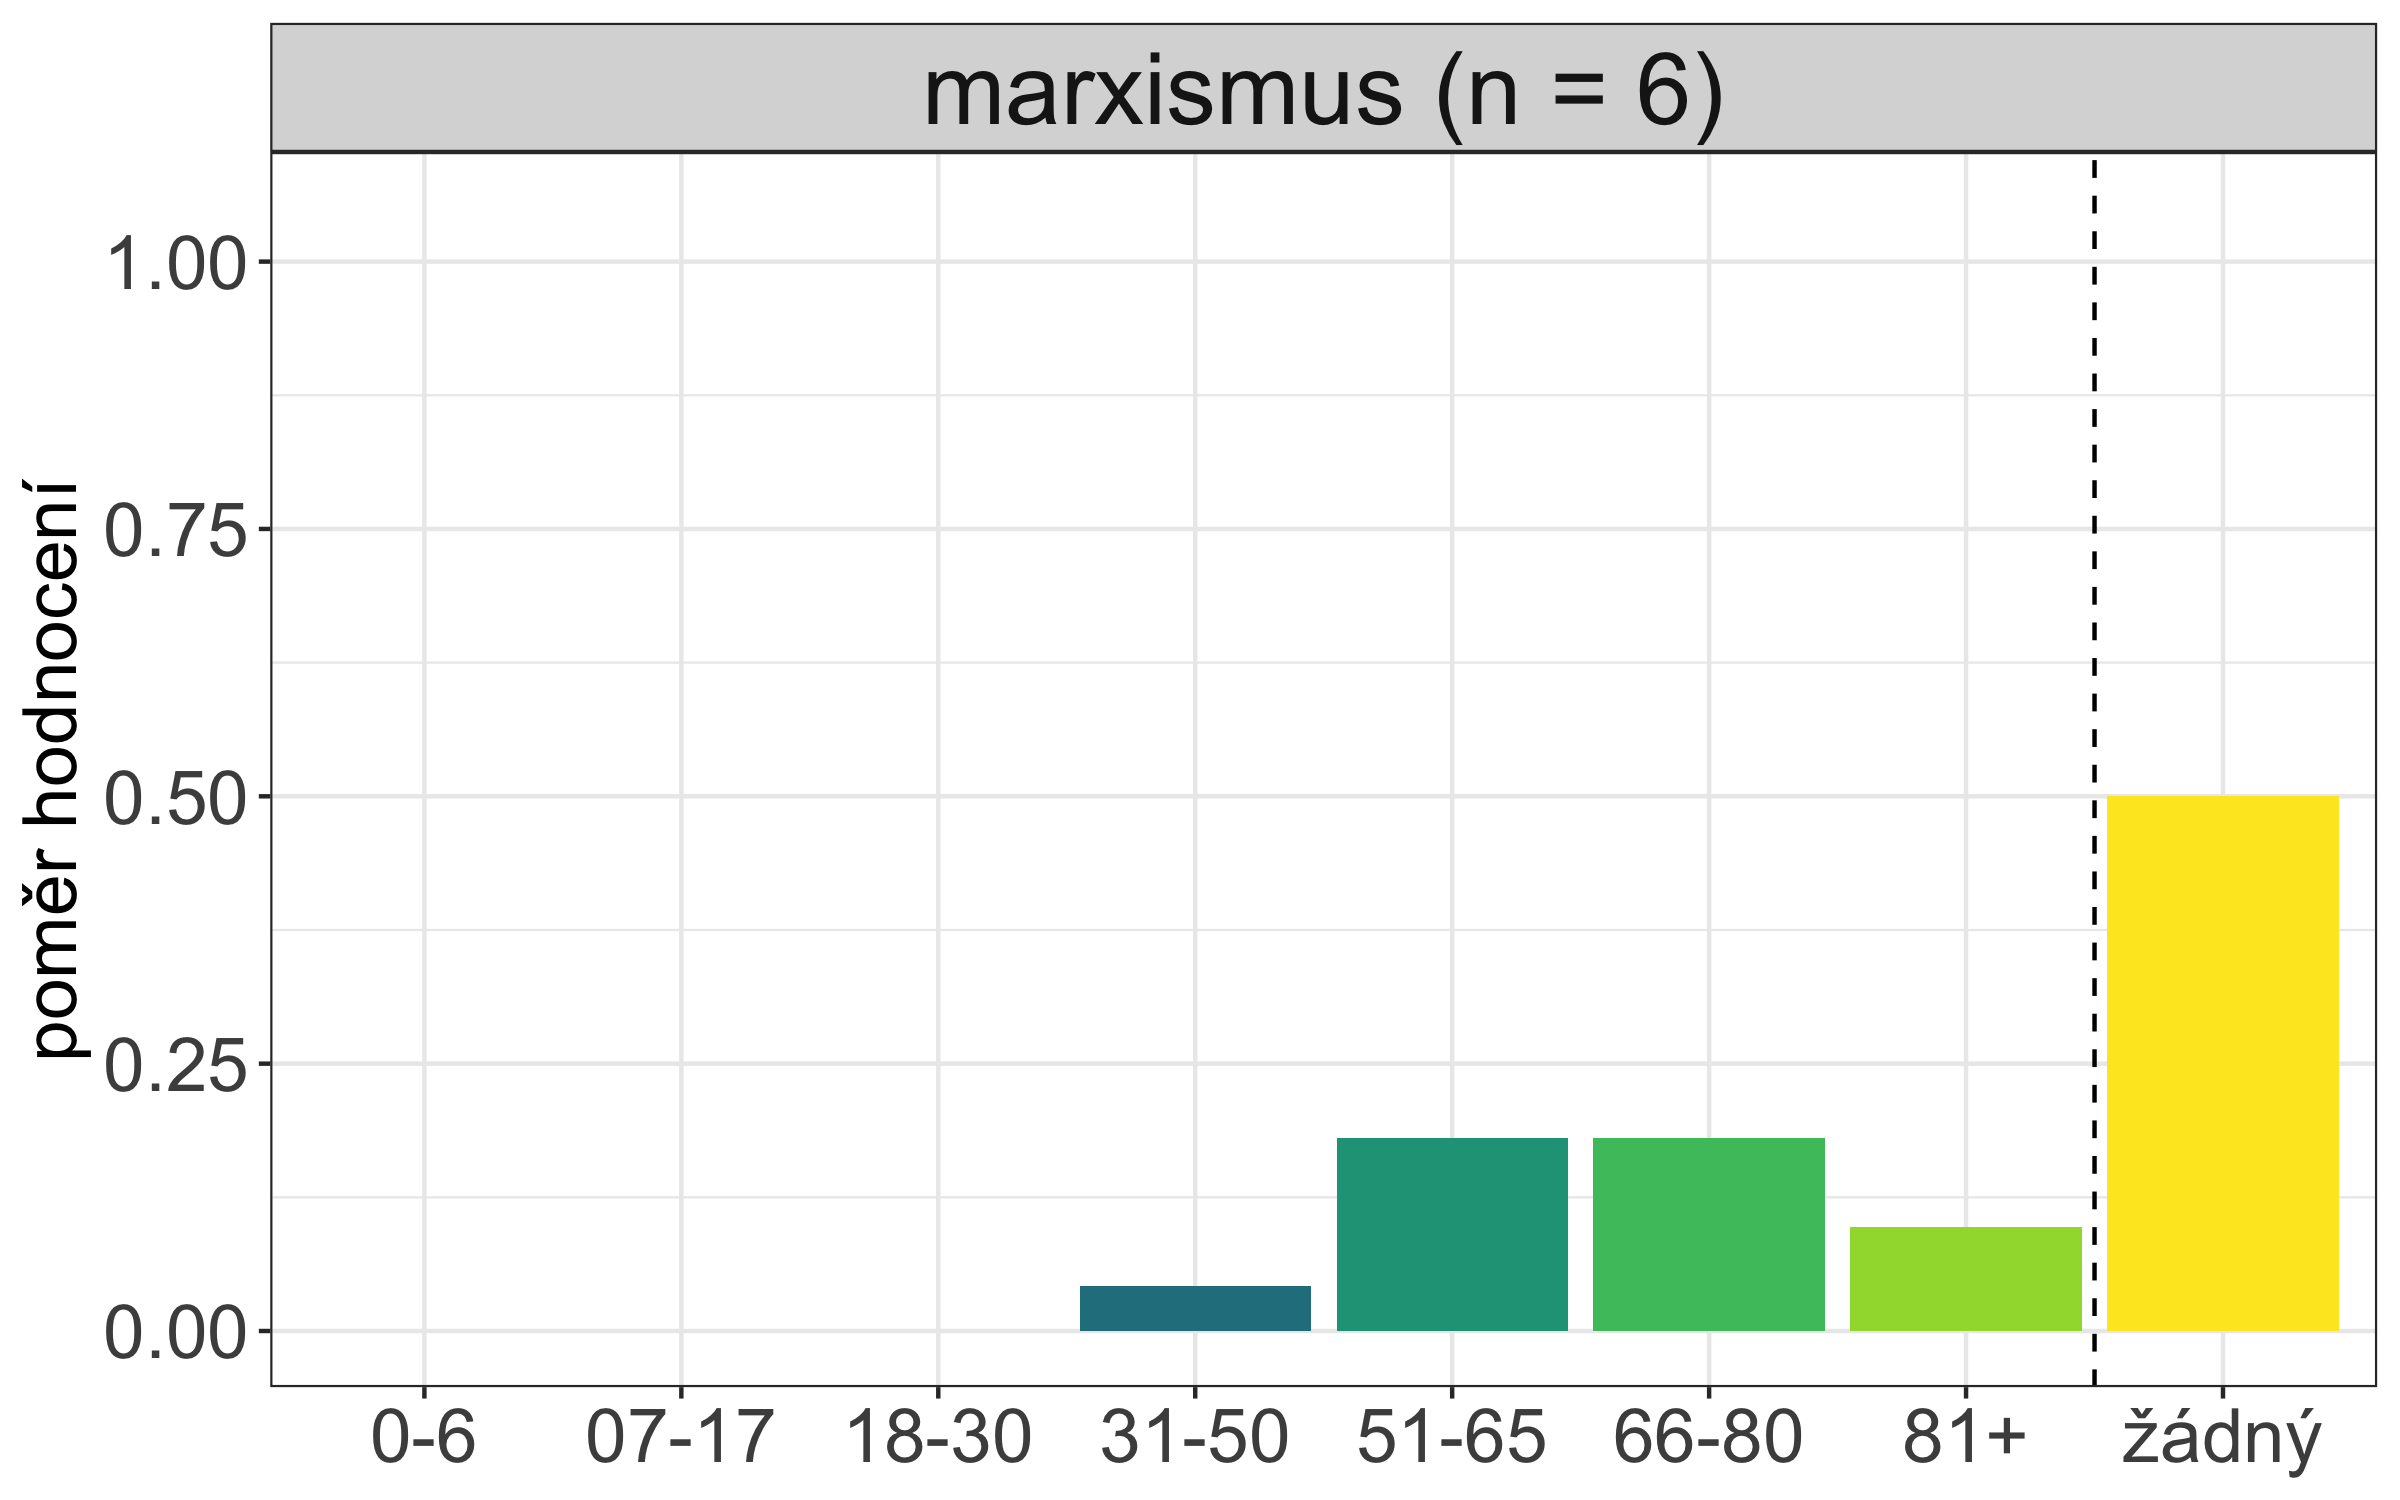 marxismus (n = 6)
poměr hodnocení
1.00
0.75
0.50
0.25
0.00
0-6 07-17 18-30 31-50 51-65 66-80 81+ žádný